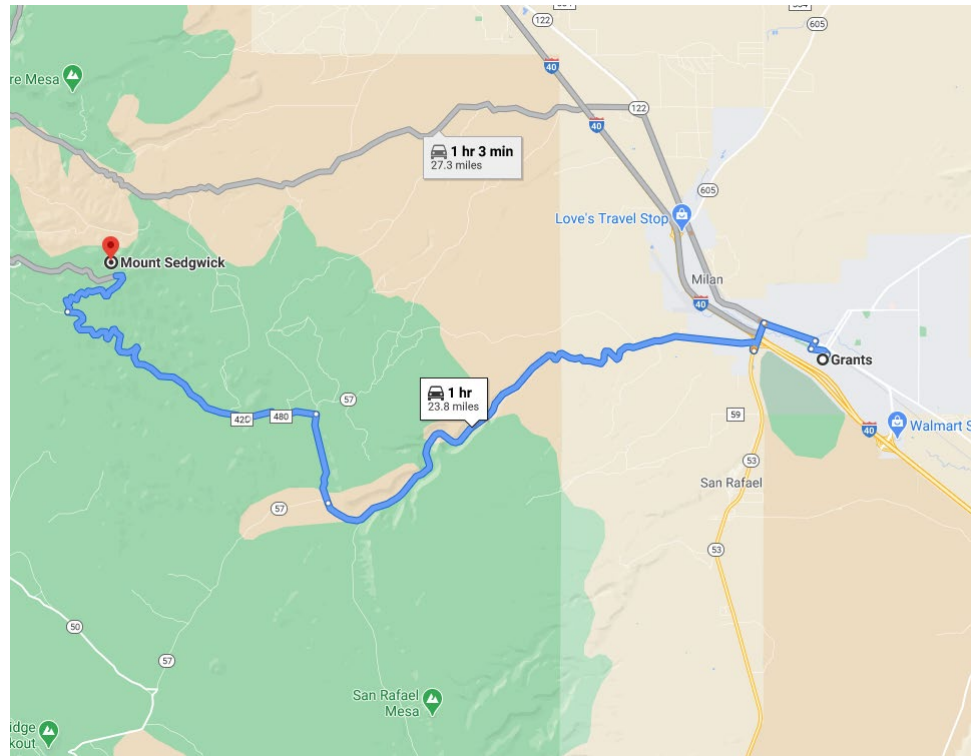 122
605
40
re Mesa
122
40
1 hr 3 min
27.3 miles
605
Love's Travel Stop
Mount Sedgwick
Milan
40
Grants
1 hr
23.8 miles
57
420
480
59
40
Walmart S
53
San Rafael
57
53
50
57
San Rafael
Mesa
idge
kout